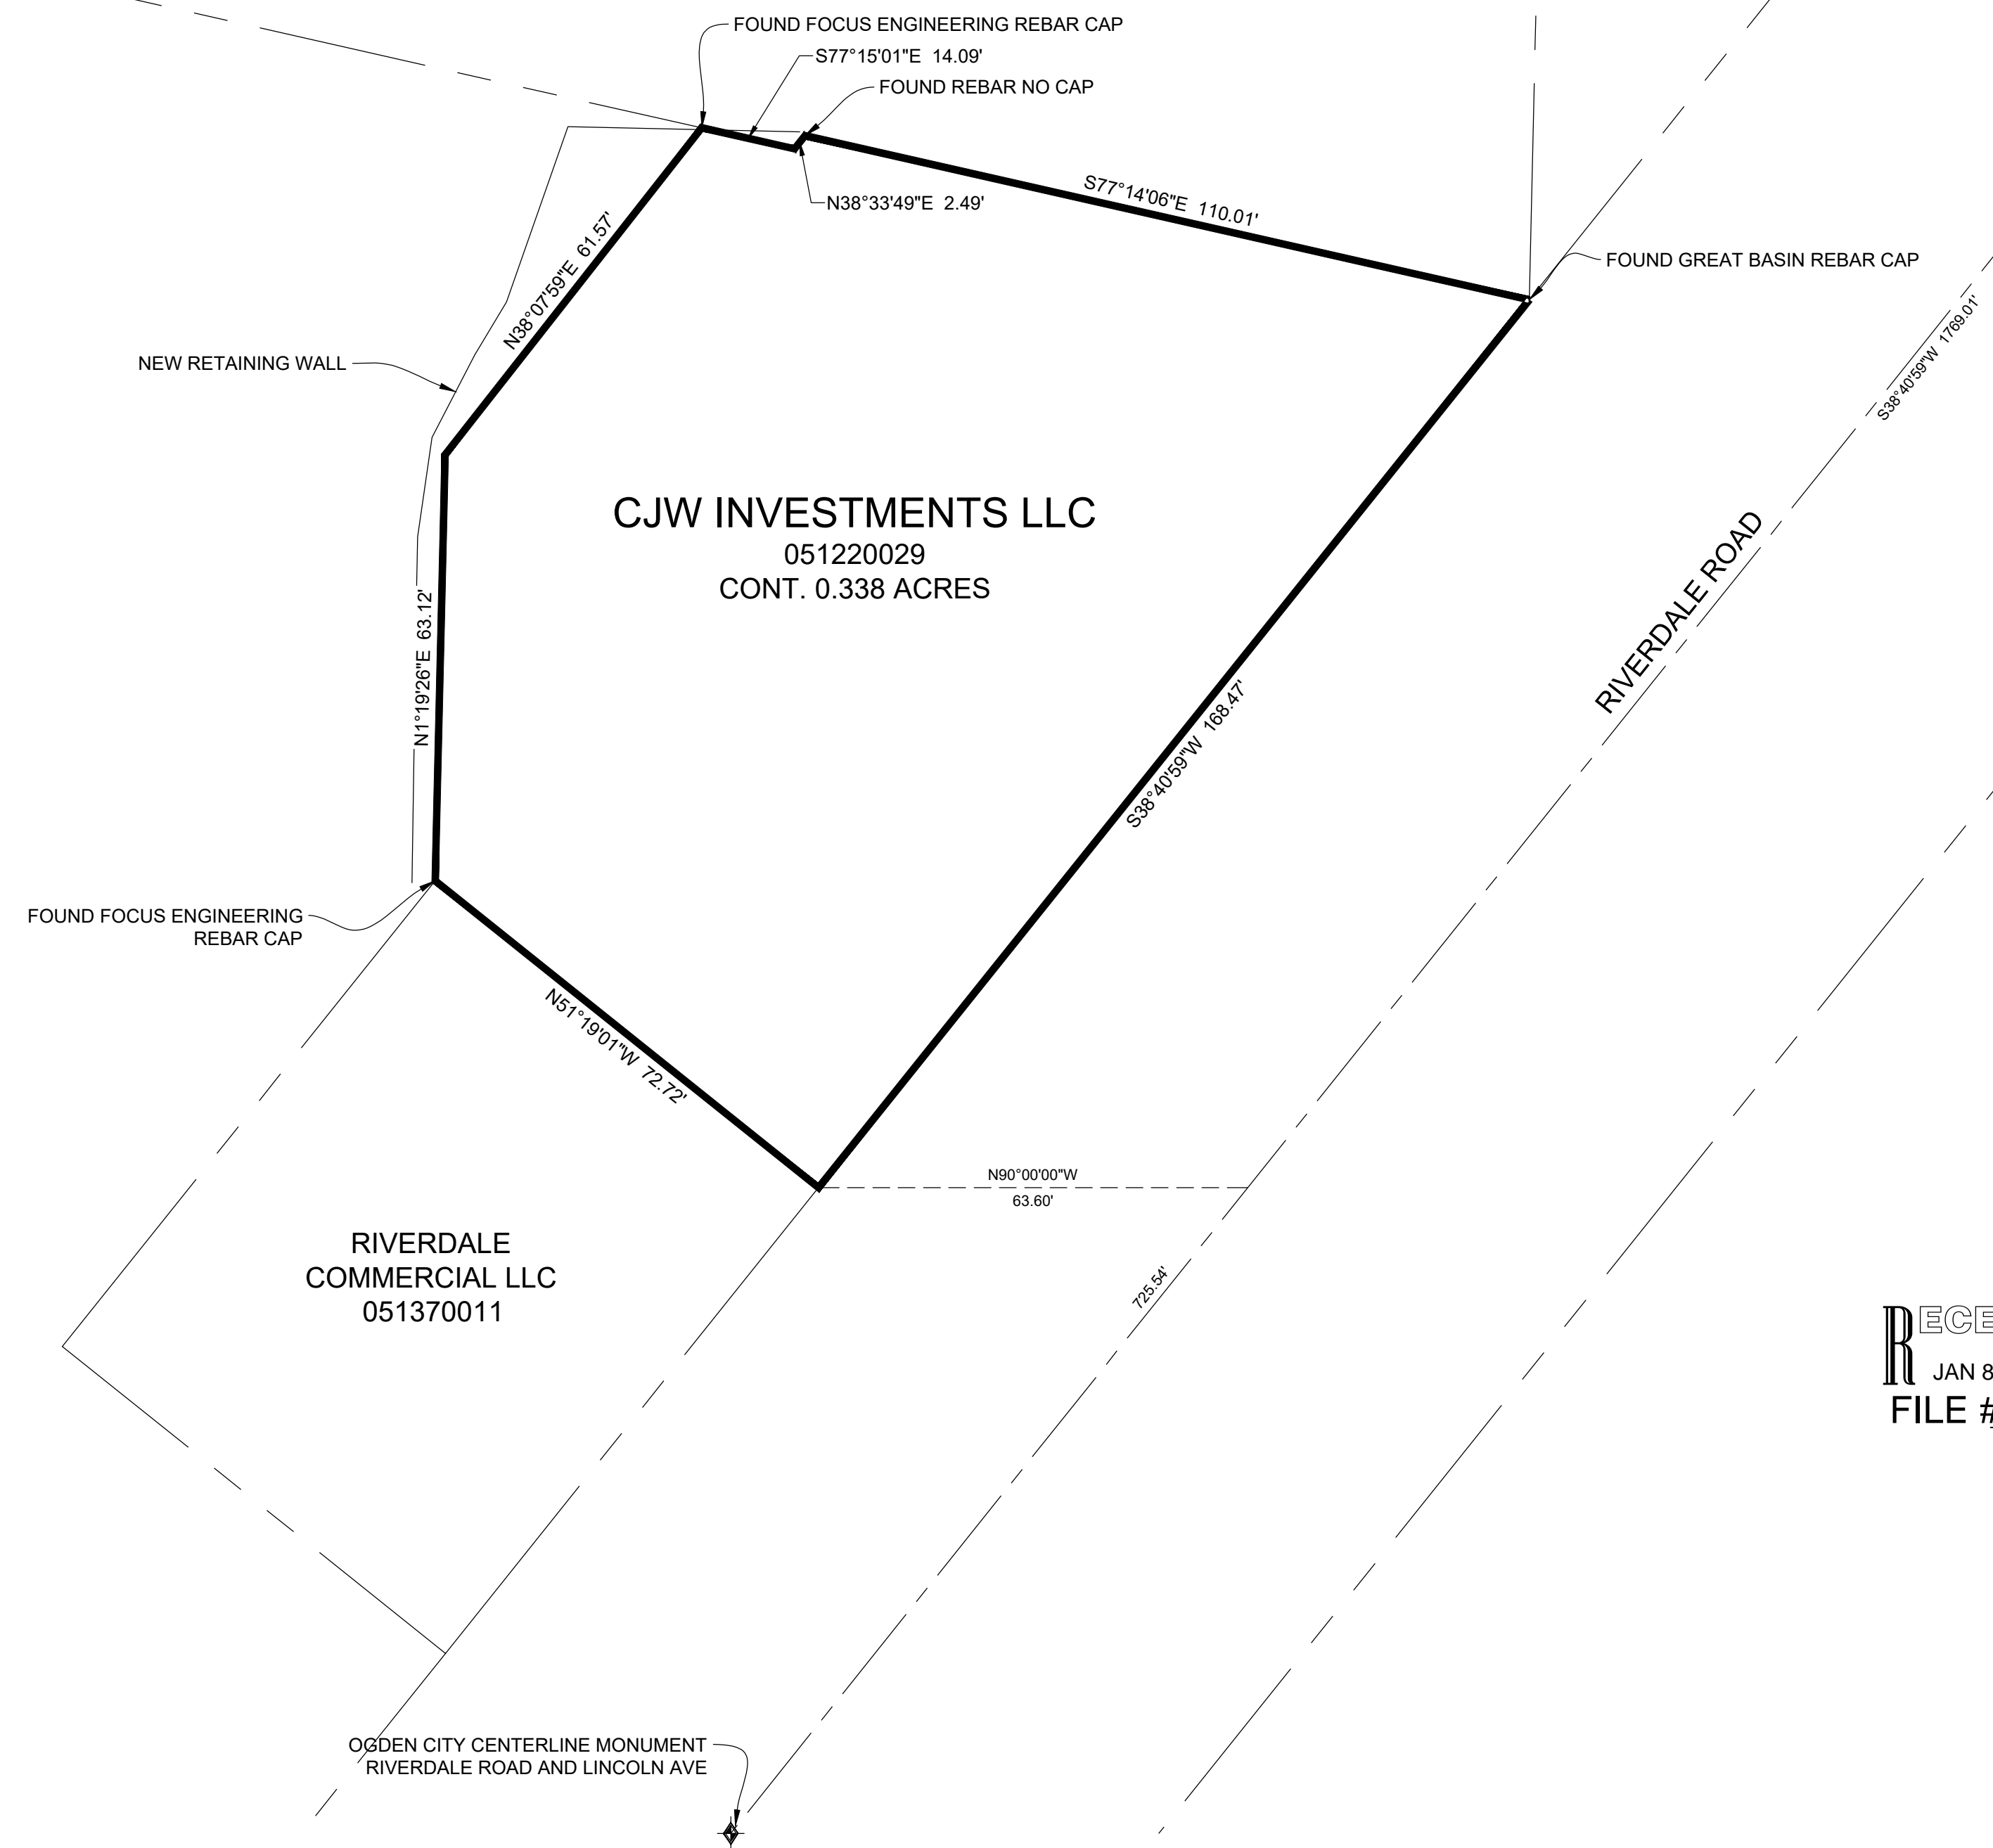 FOUND FOCUS ENGINEERING REBAR CAP
S77°15'01"E 14.09'
FOUND REBAR NO CAP
S77°14'06"E 110.01'
N38°33'49"E 2.49'
N38°07'59"E 61.57'
FOUND GREAT BASIN REBAR CAP
S38°40'59"W 1769.01'
NEW RETAINING WALL
CJW INVESTMENTS LLC
051220029
CONT. 0.338 ACRES
RIVERDALE ROAD
N1°19'26"E 63.12'
S38°40'59"W 168.47'
FOUND FOCUS ENGINEERING
REBAR CAP
N51°19'01"W 72.72'
N90°00'00"W
63.60'
RIVERDALE
COMMERCIAL LLC
051370011
725.54'
JAN 8
FILE #
OGDEN CITY CENTERLINE MONUMENT
RIVERDALE ROAD AND LINCOLN AVE